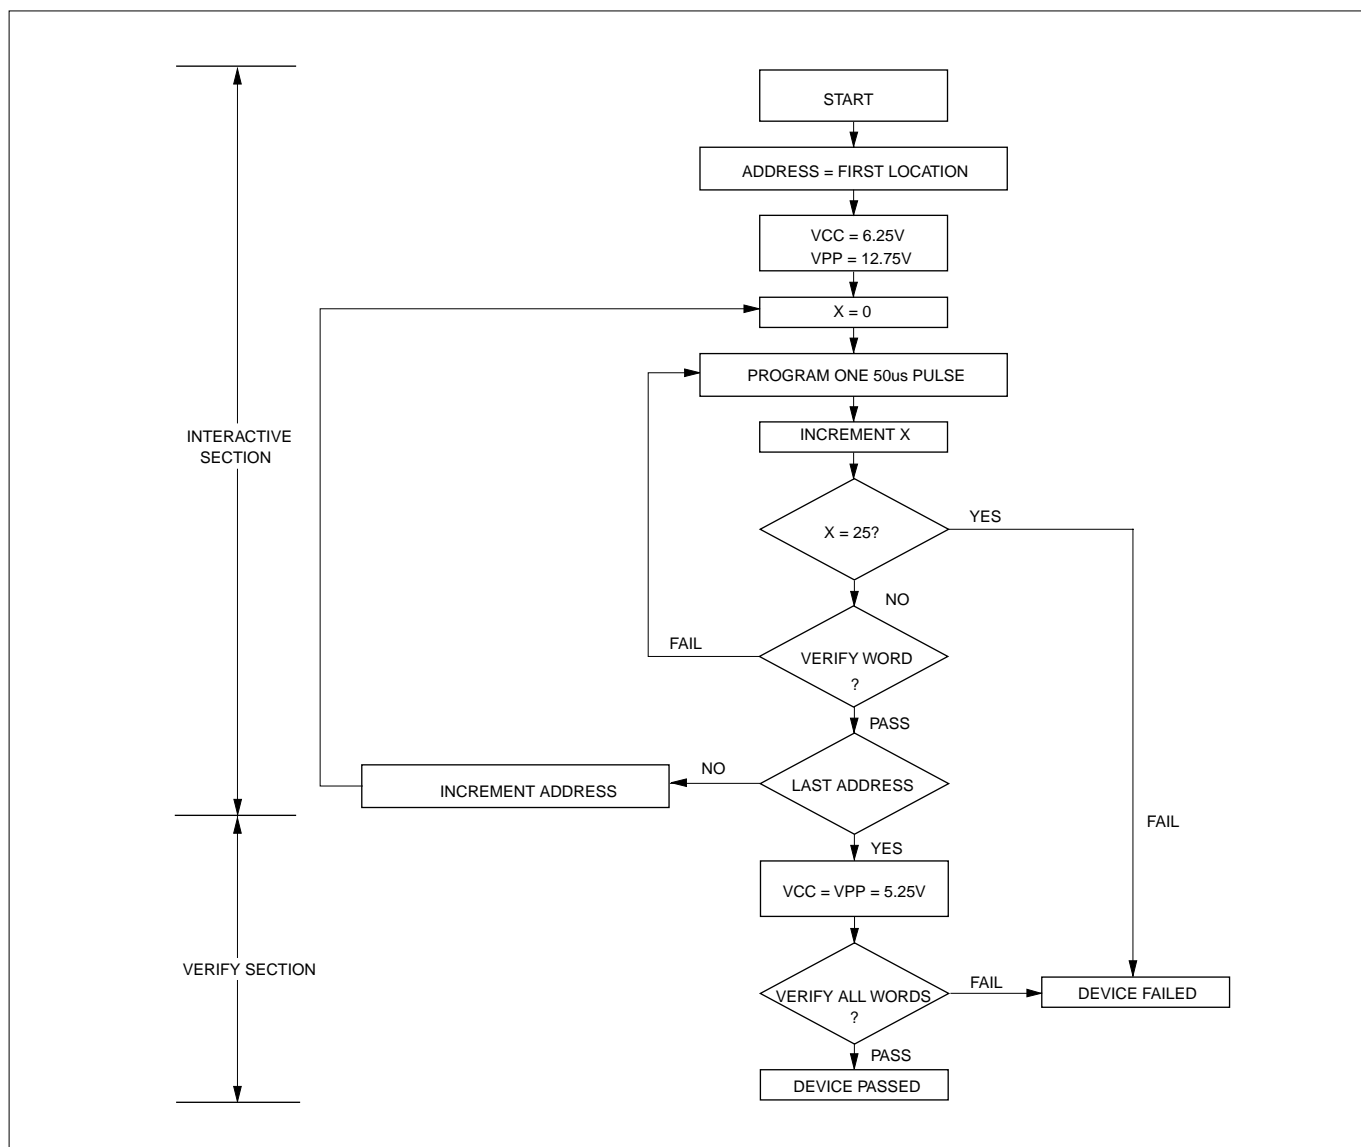 START
ADDRESS = FIRST LOCATION
VCC = 6.25V
VPP = 12.75V
X = 0
PROGRAM ONE 50us PULSE
INTERACTIVE
SECTION
INCREMENT X
X = 25?
YES
NO
FAIL
VERIFY WORD
?
PASS
NO
LAST ADDRESS
INCREMENT ADDRESS
FAIL
YES
VCC = VPP = 5.25V
VERIFY SECTION
VERIFY ALL WORDS
?
FAIL
DEVICE FAILED
PASS
DEVICE PASSED